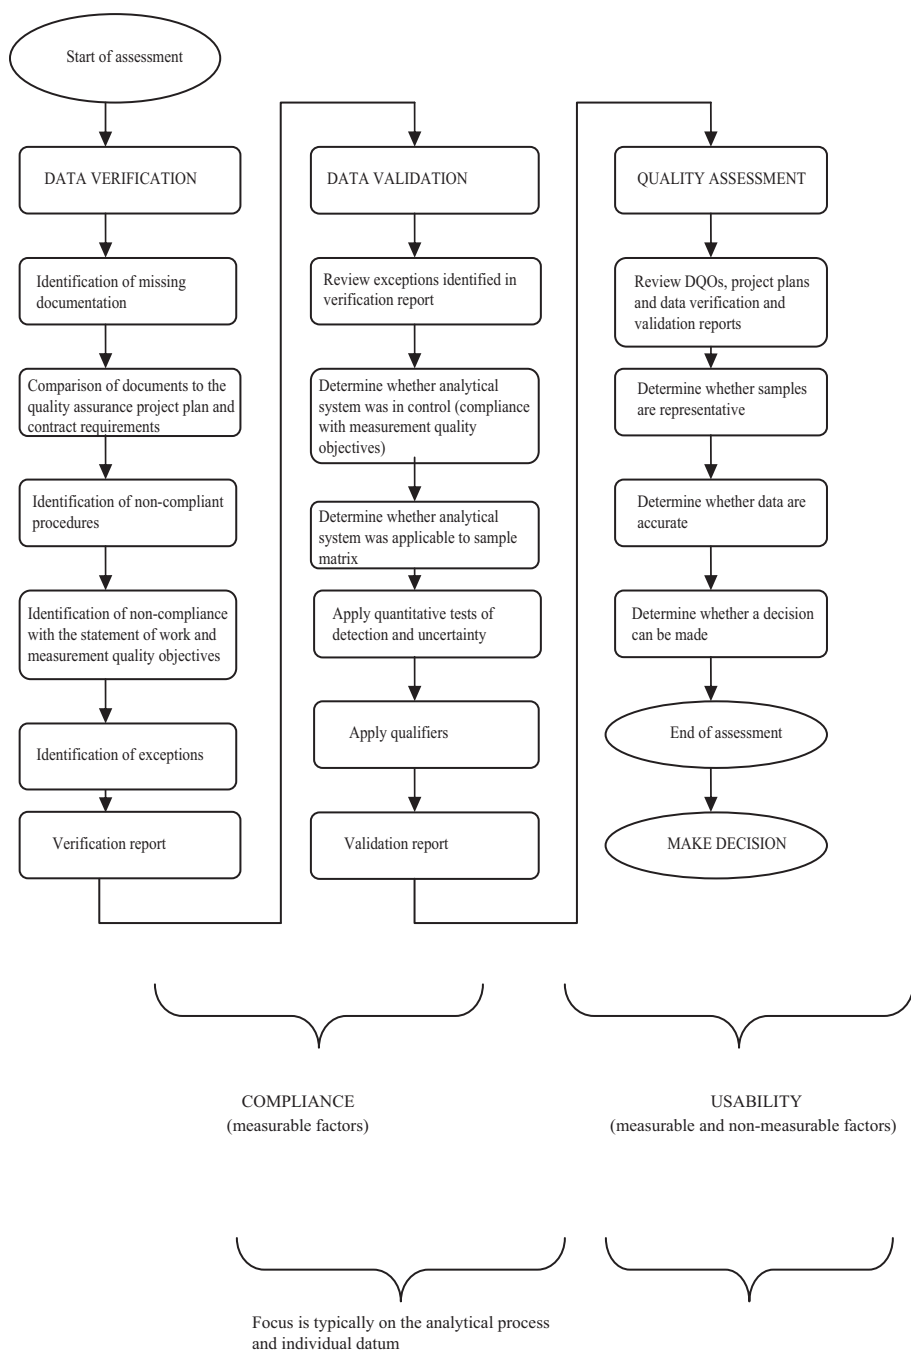 Start of assessment
DATA VERIFICATION
Identification of missing
documentation
Comparison of documents to the
quality assurance project plan and
contract requirements
Identification of non-compliant
procedures
Identification of non-compliance
with the statement of work and
measurement quality objectives
Identification of exceptions
Verification report
DATA VALIDATION
Review exceptions identified in
verification report
Determine whether analytical
system was in control (compliance
with measurement quality
objectives)
Determine whether analytical
system was applicable to sample
matrix
Apply quantitative tests of
detection and uncertainty
Apply qualifiers
Validation report
QUALITY ASSESSMENT
Review DQOs, project plans
and data verification and
validation reports
Determine whether samples
are representative
Determine whether data are
accurate
Determine whether a decision
can be made
End of assessment
MAKE DECISION
COMPLIANCE
(measurable factors)
USABILITY
(measurable and non-measurable factors)
Focus is typically on the analytical process
and individual datum